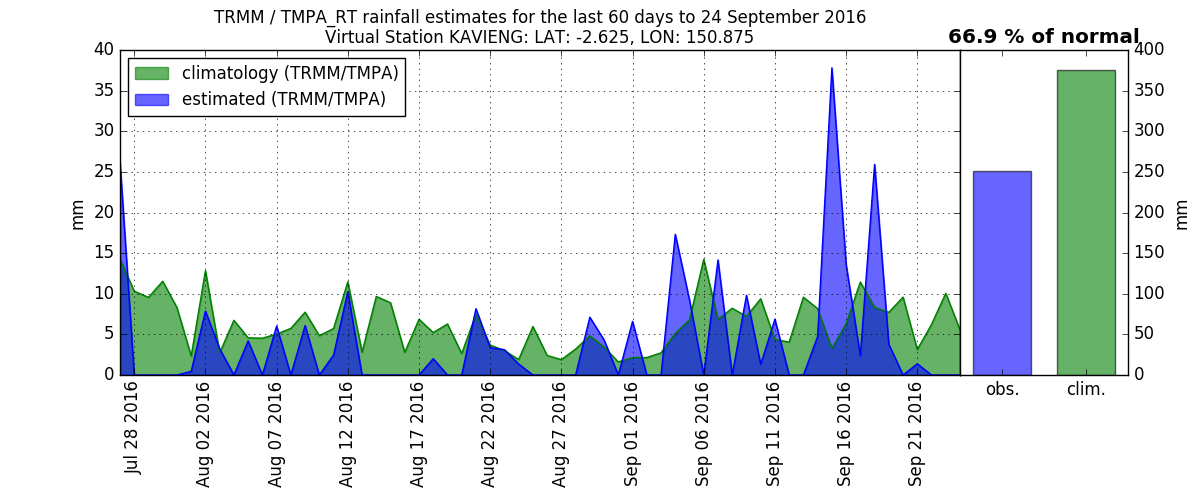 TRMM / TMPA_RT rainfall estimates for the last 60 days to 24 September 2016
Virtual Station KAVIENG: LAT: -2.625, LON: 150.875
66.9 % of normal
climatology (TRMM/TMPA)
estimated (TRMM/TMPA)
40
35
30
25
20
15
10
5
0
mm
Jul 28 2016
Aug 02 2016
Aug 07 2016
Aug 12 2016
Aug 17 2016
Aug 22 2016
Aug 27 2016
Sep 01 2016
Sep 06 2016
Sep 11 2016
Sep 16 2016
Sep 21 2016
obs.
clim.
400
350
300
250
200
150
100
50
0
mm